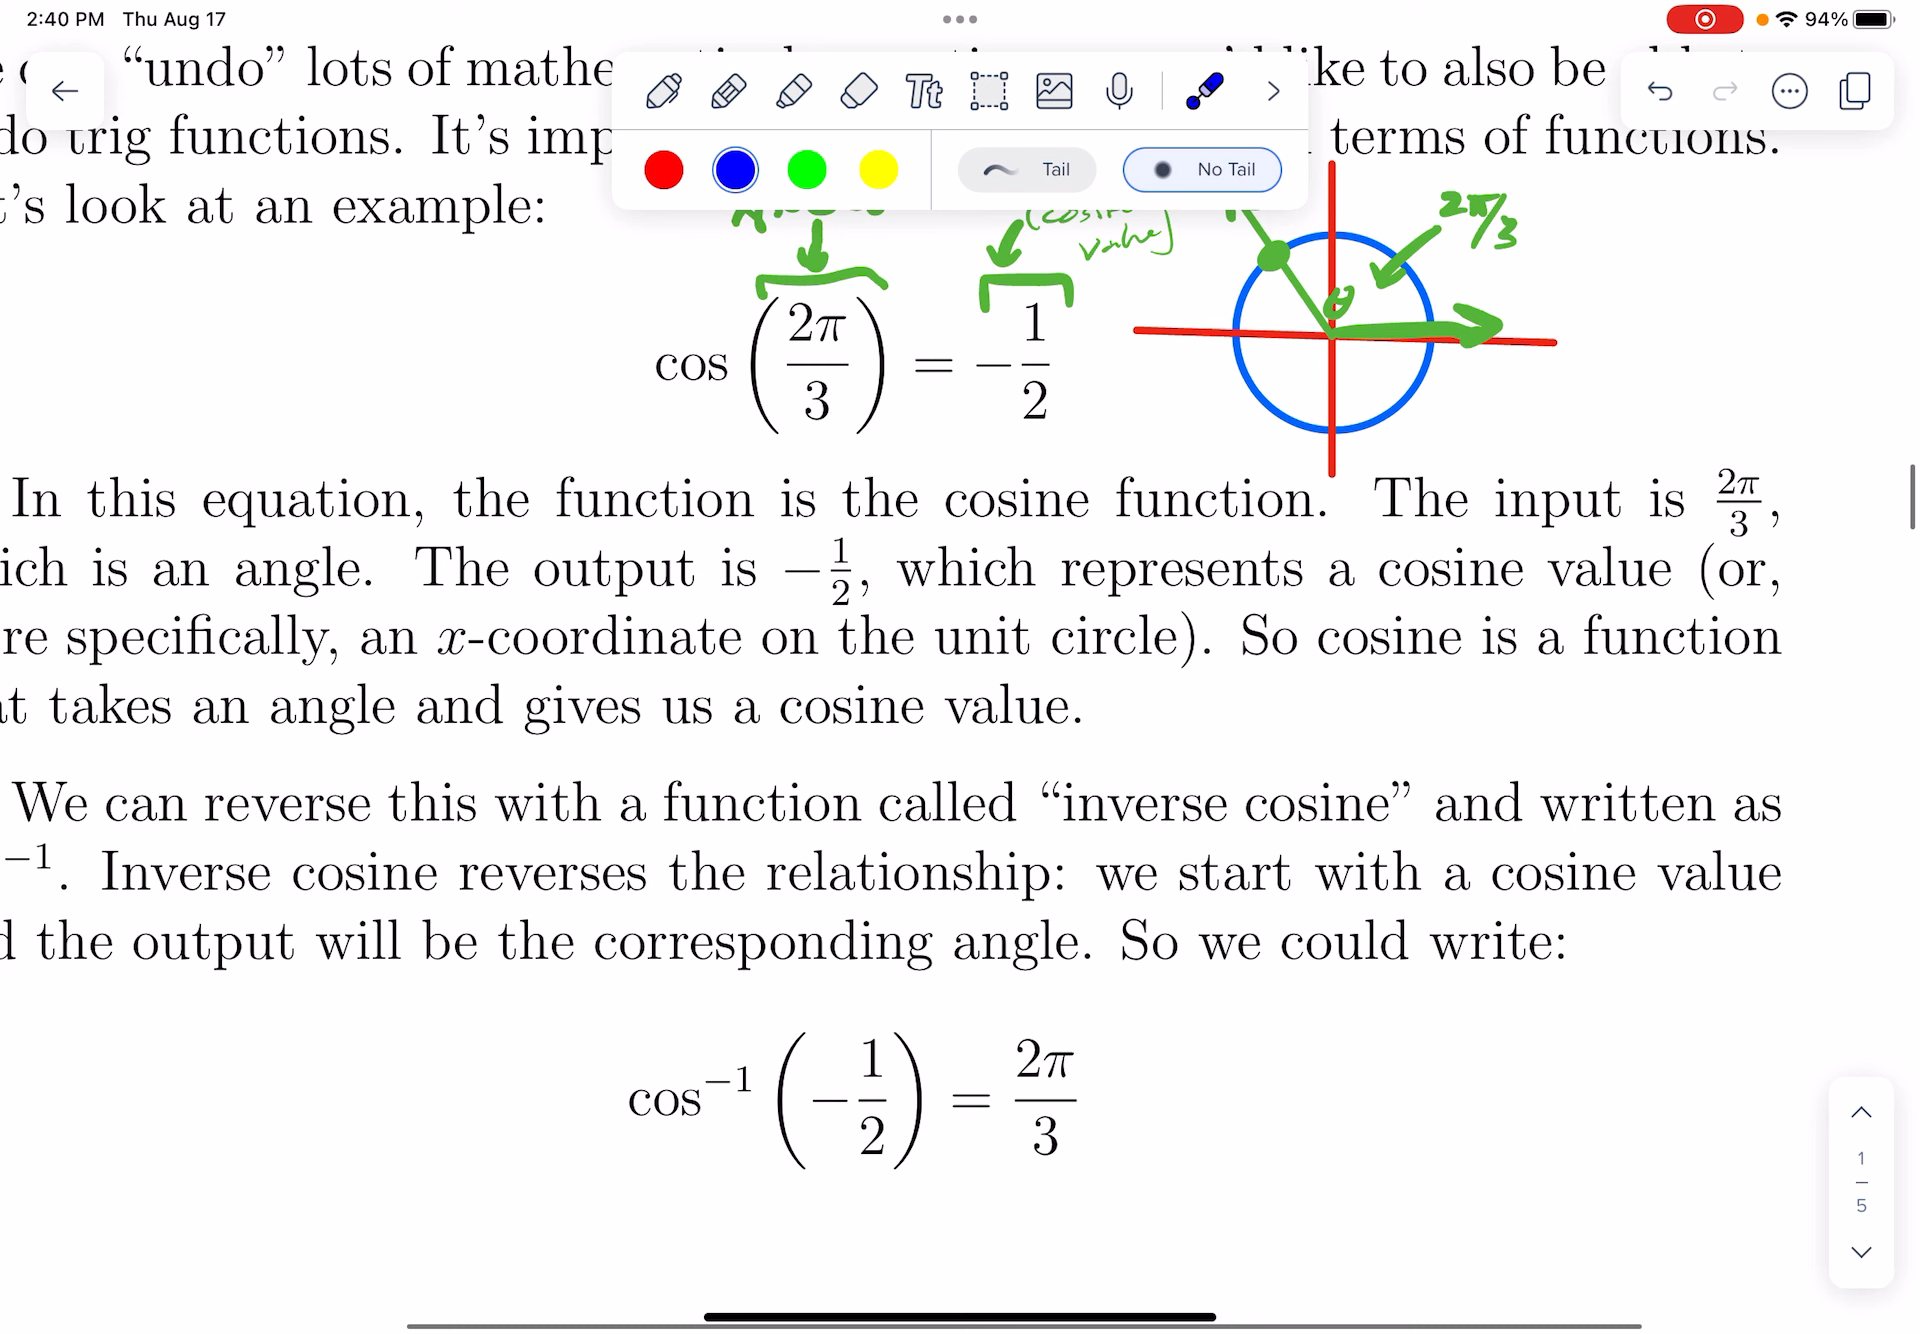 2:40 PM Thu Aug 17
94%
"undo" lots of mathe ke to also be
do trig functions. It's imp terms of functions.
t's look at an example:
Tail No Tail
(cosine
value)
2π/3
θ
cos(2π/3) = -1/2
In this equation, the function is the cosine function. The input is 2π/3,
ich is an angle. The output is -1/2, which represents a cosine value (or,
re specifically, an x-coordinate on the unit circle). So cosine is a function
at takes an angle and gives us a cosine value.
We can reverse this with a function called "inverse cosine" and written as
-1. Inverse cosine reverses the relationship: we start with a cosine value
d the output will be the corresponding angle. So we could write:
cos⁻¹(-1/2) = 2π/3
1
5